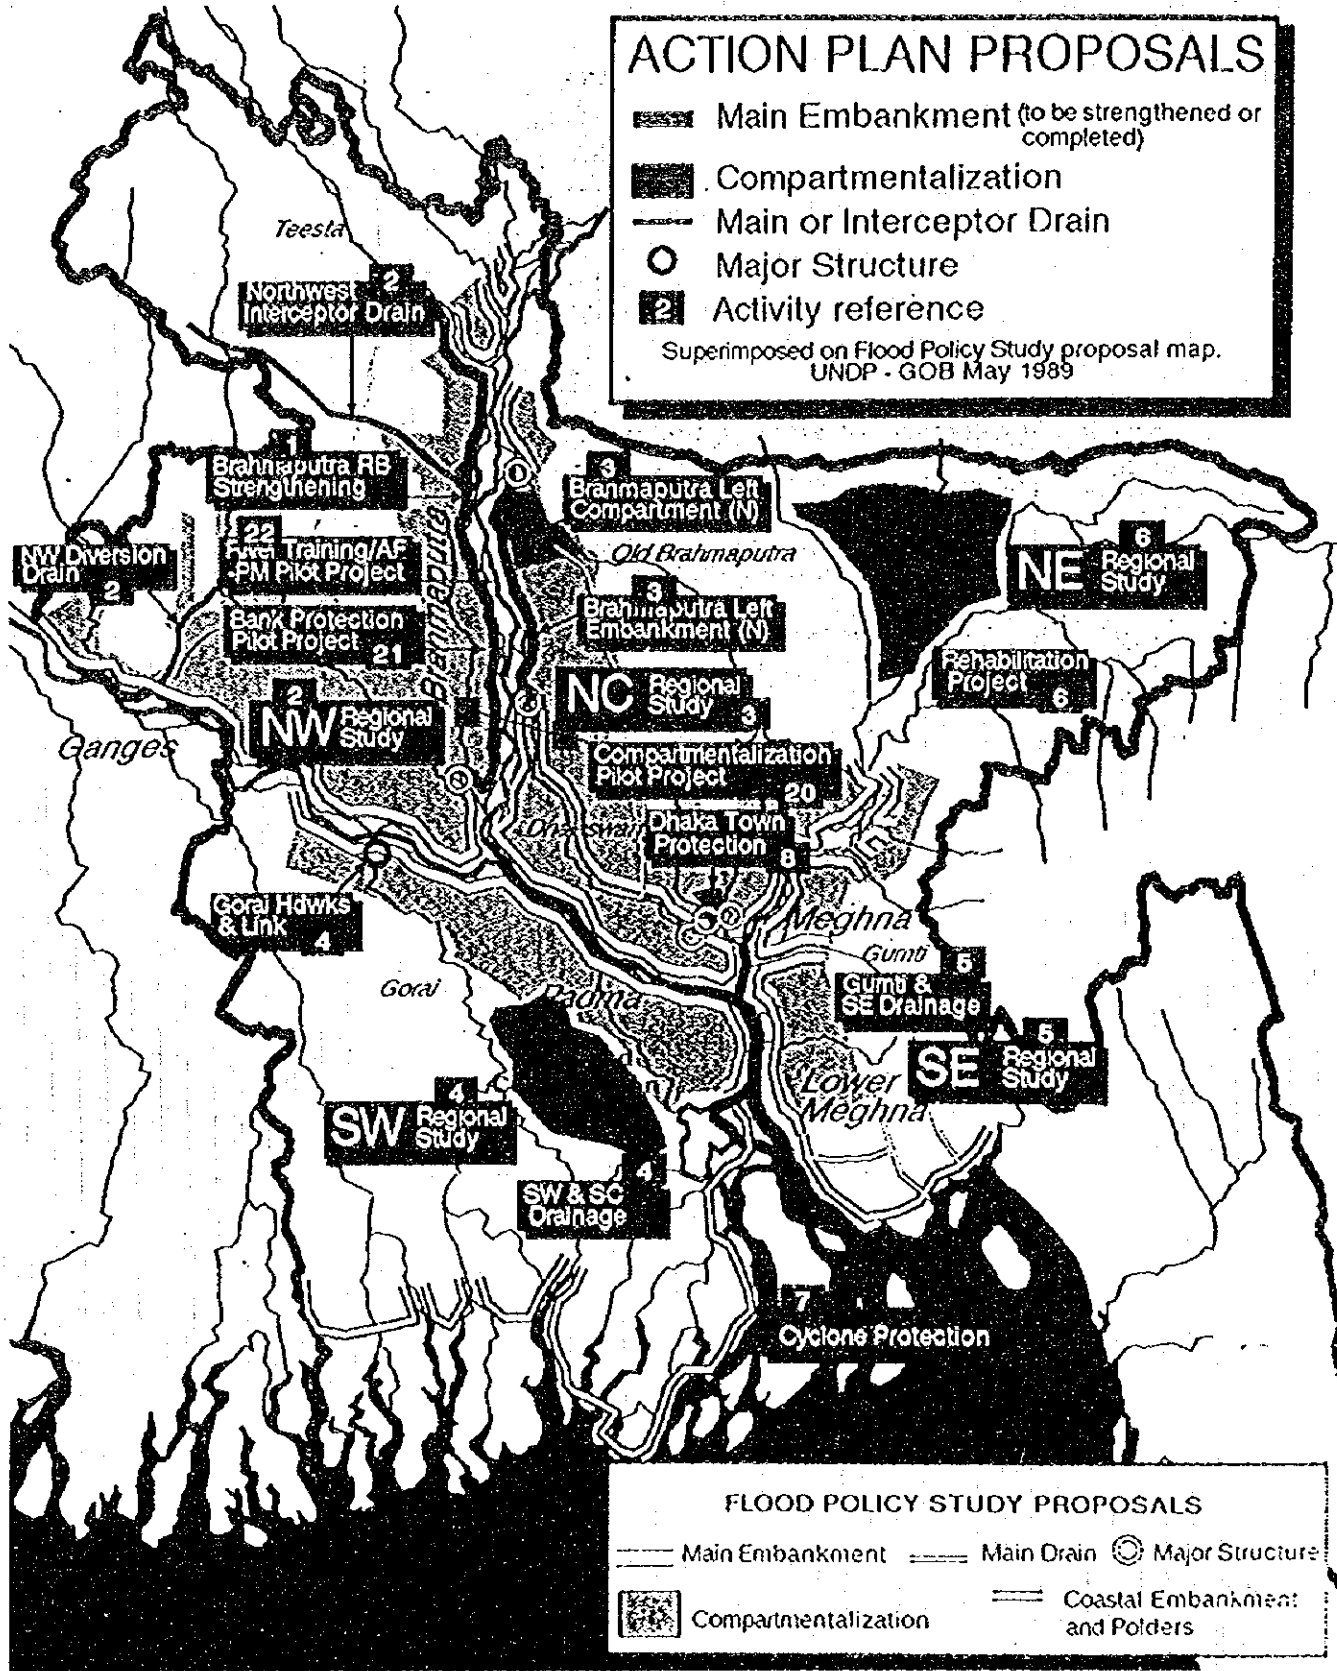 ACTION PLAN PROPOSALS
Main Embankment (to be strengthened or
completed)
Compartmentalization
Main or Interceptor Drain
Major Structure
2 Activity reference
Superimposed on Flood Policy Study proposal map.
UNDP - GOB May 1989
Teesta
2
Northwest
Interceptor Drain
1
Brahmaputra RB
Strengthening
3
Brahmaputra Left
Compartment (N)
22
River Training/AF
-PM Pilot Project
Old Brahmaputra
6
NE Regional
Study
NW Diversion
Drain
2
Brahmaputra
3
Brahmaputra Left
Embankment (N)
Bank Protection
Pilot Project
21
Rehabilitation
Project
6
NC Regional
Study
3
2
NW Regional
Study
Ganges
Compartmentalization
Pilot Project
20
Dhaka Town
Protection
8
Gorai Hdwks
& Link
4
Meghna
Gumti
5
Gumti &
SE Drainage
Gorai
Padma
5
SE Regional
Study
Lower
Meghna
4
SW Regional
Study
4
SW & SC
Drainage
7
Cyclone Protection
FLOOD POLICY STUDY PROPOSALS
Main Embankment
Main Drain
Major Structure
Compartmentalization
Coastal Embankment
and Polders